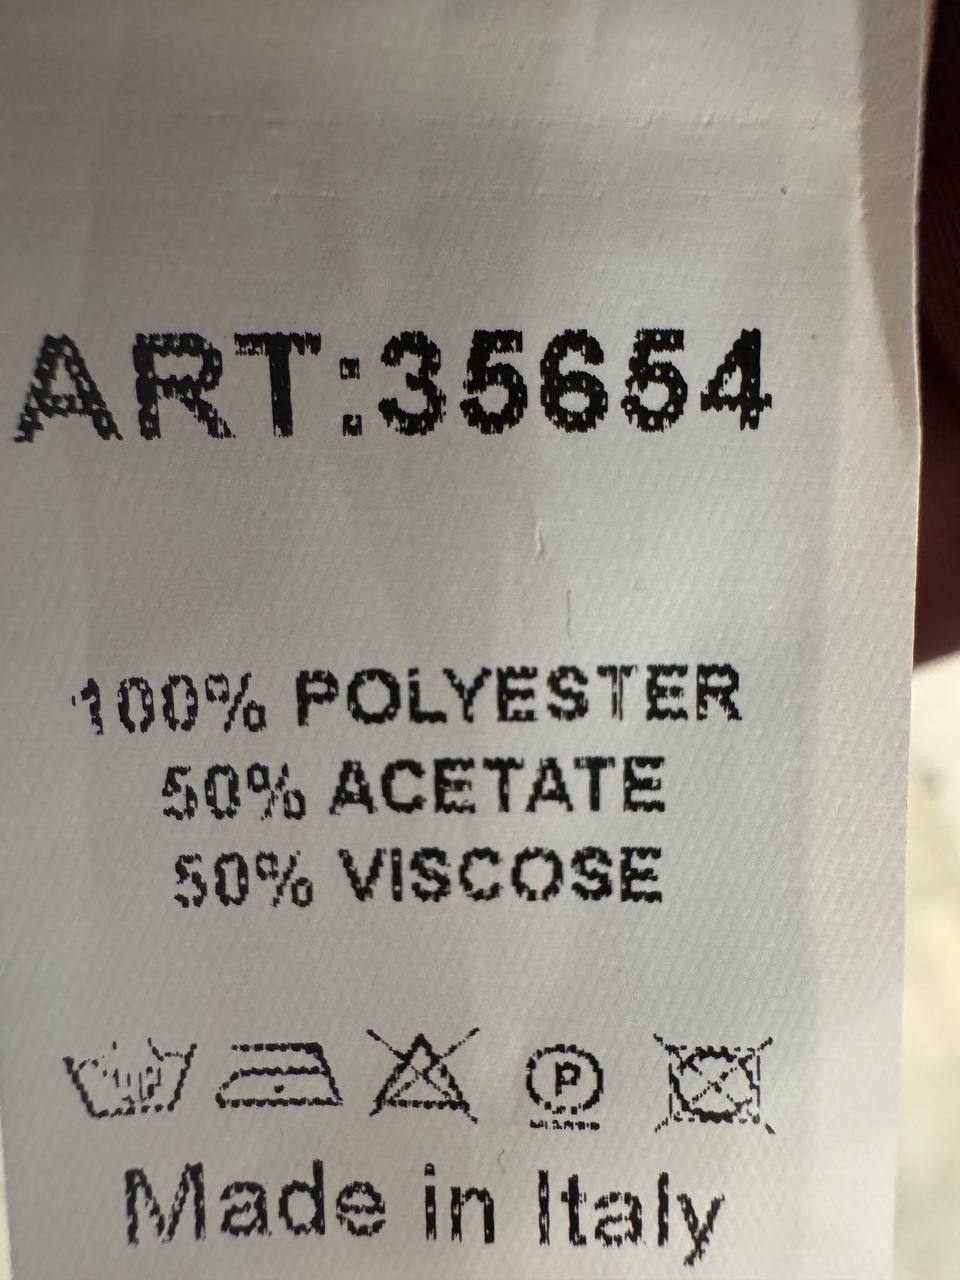 ART:35654
100% POLYESTER
50% ACETATE
50% VISCOSE
P
Made in Italy